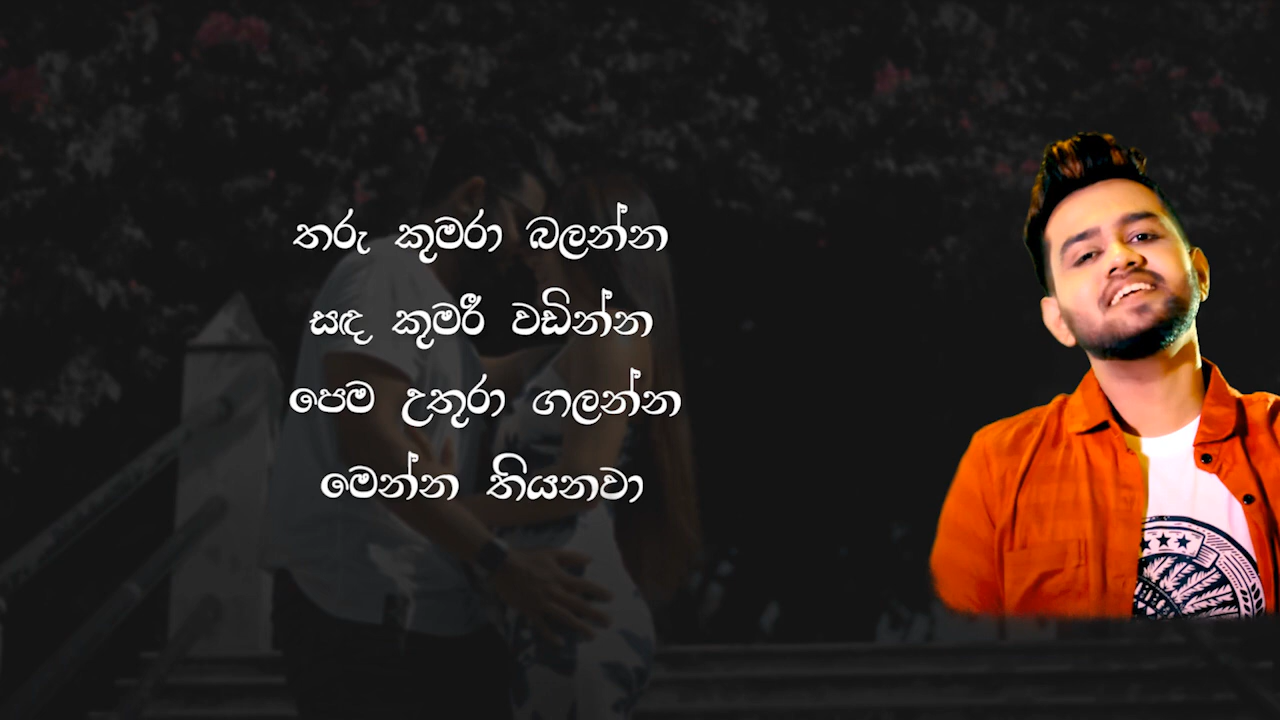 තරු කුමරා බලන්න
සඳ කුමරී වඩින්න
පෙම උතුරා ගලන්න
මෙන්න තියනවා